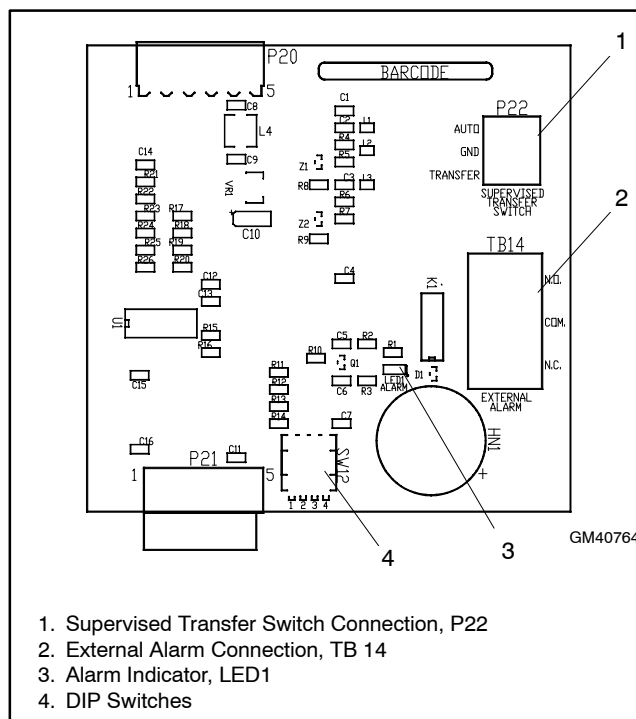 P20
1 5
BARCODE
1
C8
L4
C9
VR1
C10
C1
C2
L1
R4
L2
R5
Z1
R8
C3
L3
R6
R7
Z2
R9
P22
AUTO
GND
TRANSFER
SUPERVISED
TRANSFER
SWITCH
2
C14
R21
R22
R23
R17
R24
R18
R25
R19
R26
R20
C12
C13
C4
TB14
N.O.
COM.
N.C.
EXTERNAL
ALARM
K1
U1
R15
R16
C15
C5
R2
R1
R10
Q1
LED1
ALARM
D1
C6
R3
R11
R12
R13
R14
C7
HN1
+
C16
C11
P21
1 5
SW12
1 2 3 4
4
3
GM40764
1. Supervised Transfer Switch Connection, P22
2. External Alarm Connection, TB 14
3. Alarm Indicator, LED1
4. DIP Switches